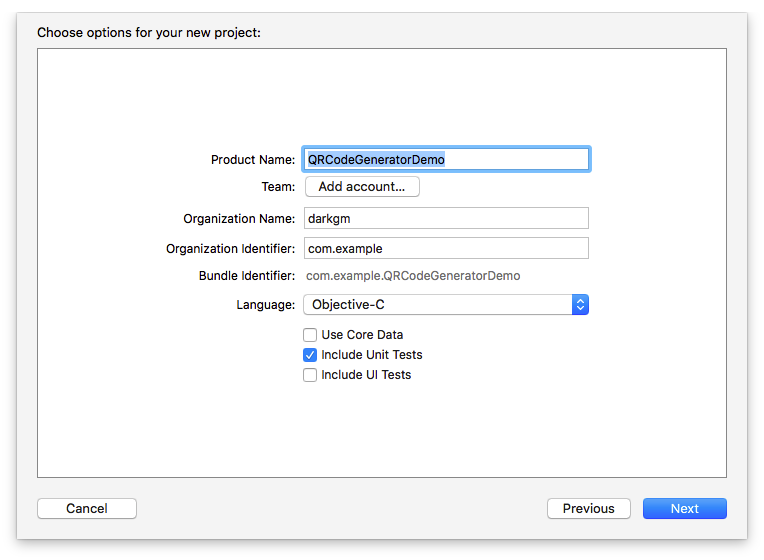 Choose options for your new project:
Product Name: QRCodeGeneratorDemo
Team: Add account...
Organization Name: darkgm
Organization Identifier: com.example
Bundle Identifier: com.example.QRCodeGeneratorDemo
Language: Objective-C
Use Core Data
Include Unit Tests
Include UI Tests
Cancel Previous Next